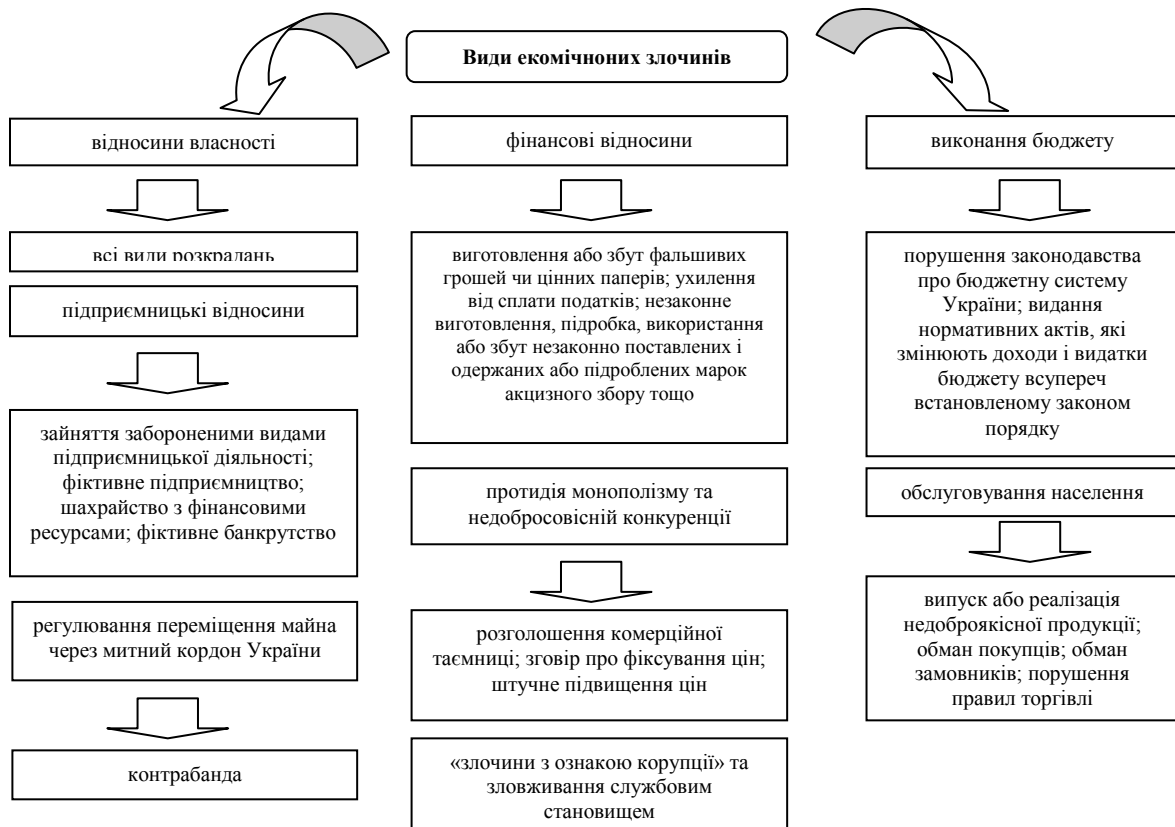 Види екомічноних злочинів
відносини власності
всі види розкрадань
підприємницькі відносини
зайняття забороненими видами
підприємницької діяльності;
фіктивне підприємництво;
шахрайство з фінансовими
ресурсами; фіктивне банкрутство
регулювання переміщення майна
через митний кордон України
контрабанда
фінансові відносини
виготовлення або збут фальшивих
грошей чи цінних паперів; ухилення
від сплати податків; незаконне
виготовлення, підробка, використання
або збут незаконно поставлених і
одержаних або підроблених марок
акцизного збору тощо
протидія монополізму та
недобросовісній конкуренції
розголошення комерційної
таємниці; зговір про фіксування цін;
штучне підвищення цін
«злочини з ознакою корупції» та
зловживання службовим
становищем
виконання бюджету
порушення законодавства
про бюджетну систему
України; видання
нормативних актів, які
змінюють доходи і видатки
бюджету всупереч
встановленому законом
порядку
обслуговування населення
випуск або реалізація
недоброякісної продукції;
обман покупців; обман
замовників; порушення
правил торгівлі